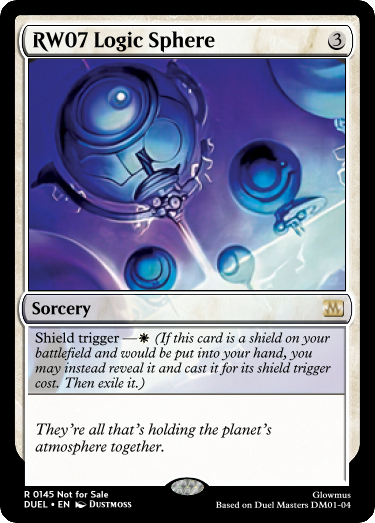 RW07 Logic Sphere
3
Sorcery
Shield trigger — (If this card is a shield on your
battlefield and would be put into your hand, you
may instead reveal it and cast it for its shield trigger
cost. Then exile it.)
They're all that's holding the planet's
atmosphere together.
R 0145 Not for Sale
DUEL • EN Dustmoss
Glowmus
Based on Duel Masters DM01-04